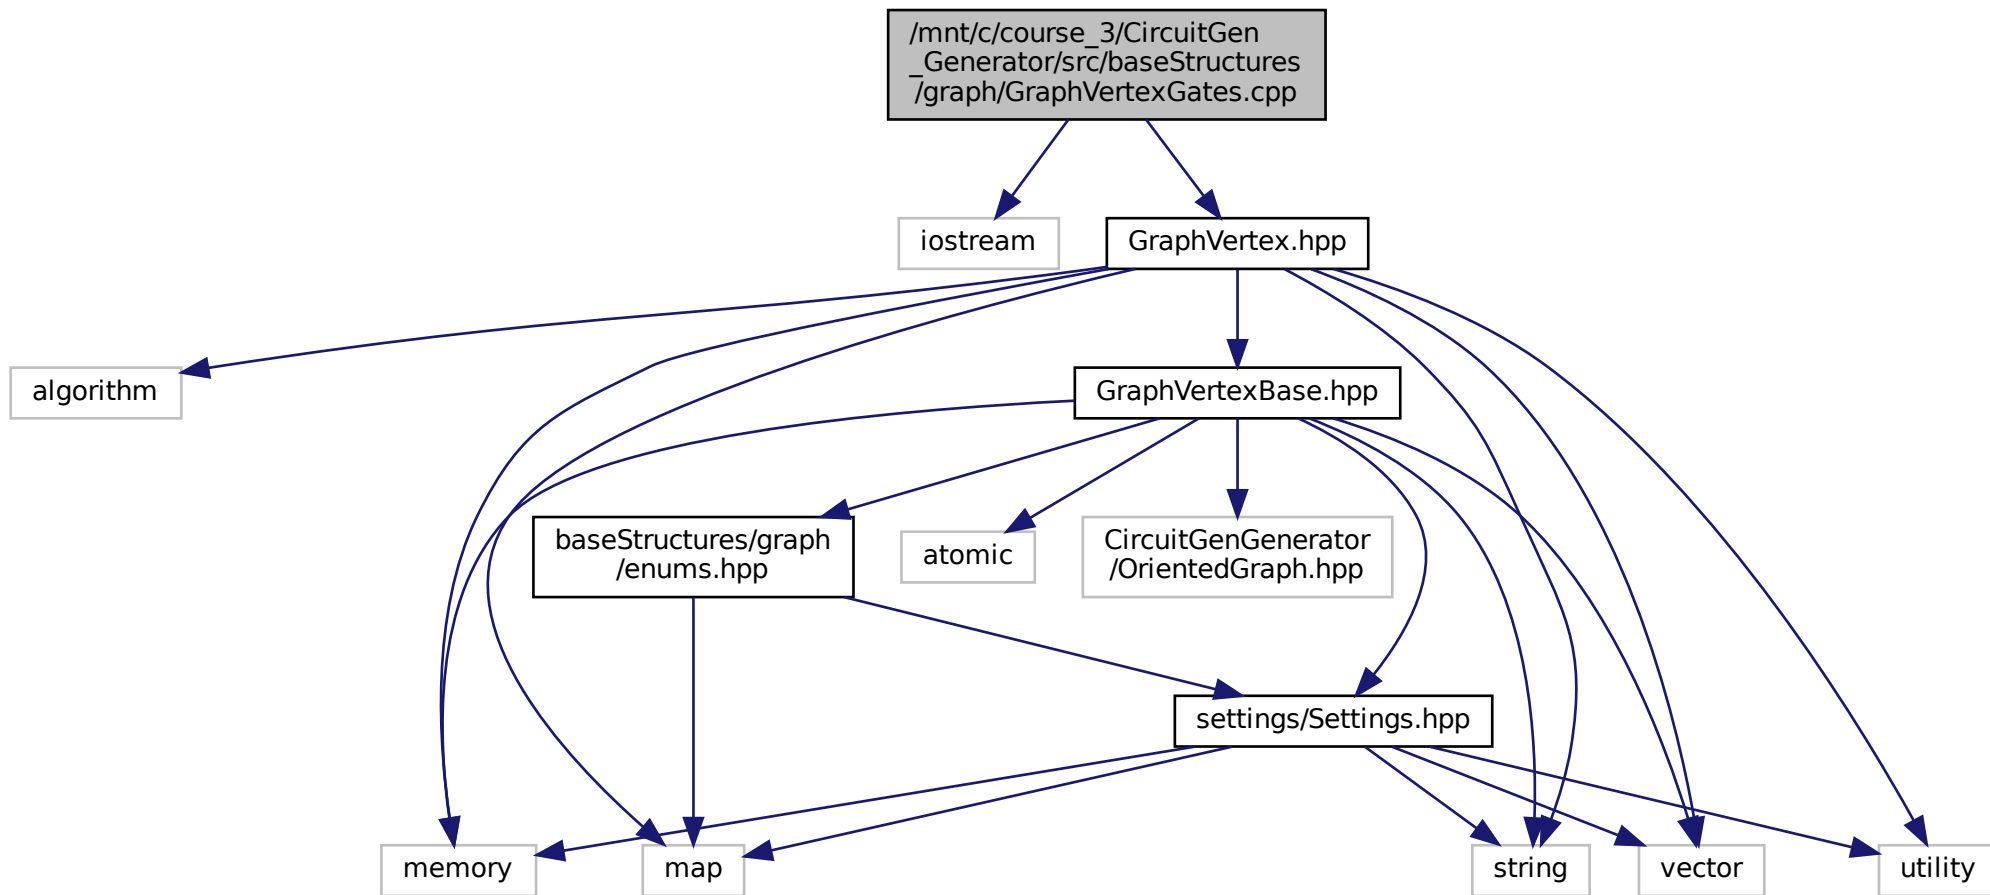 /mnt/c/course_3/CircuitGen
_Generator/src/baseStructures
/graph/GraphVertexGates.cpp
iostream
GraphVertex.hpp
algorithm
GraphVertexBase.hpp
baseStructures/graph
/enums.hpp
atomic
CircuitGenGenerator
/OrientedGraph.hpp
settings/Settings.hpp
memory
map
string
vector
utility